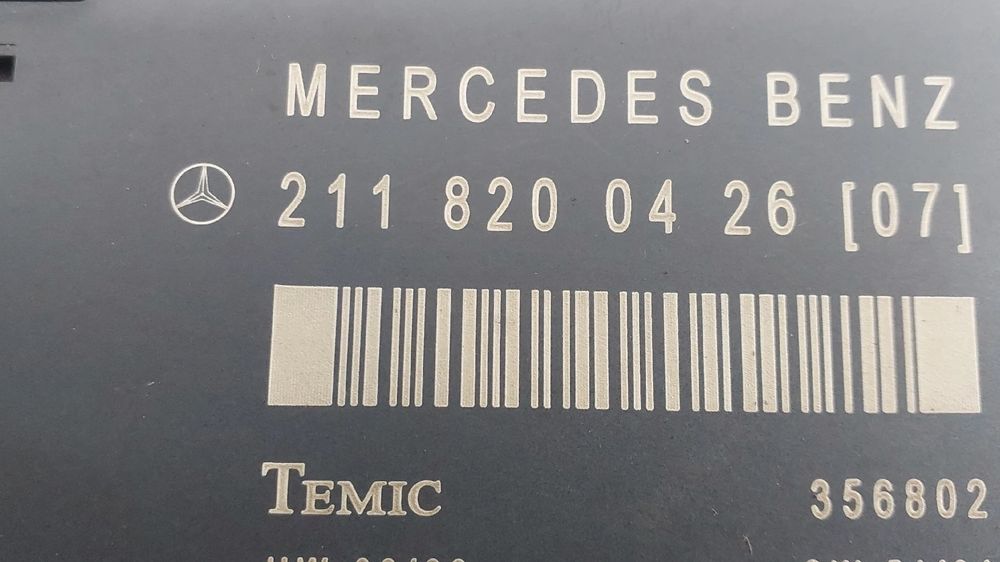 MERCEDES BENZ
211 820 04 26 [07]
TEMIC 356802